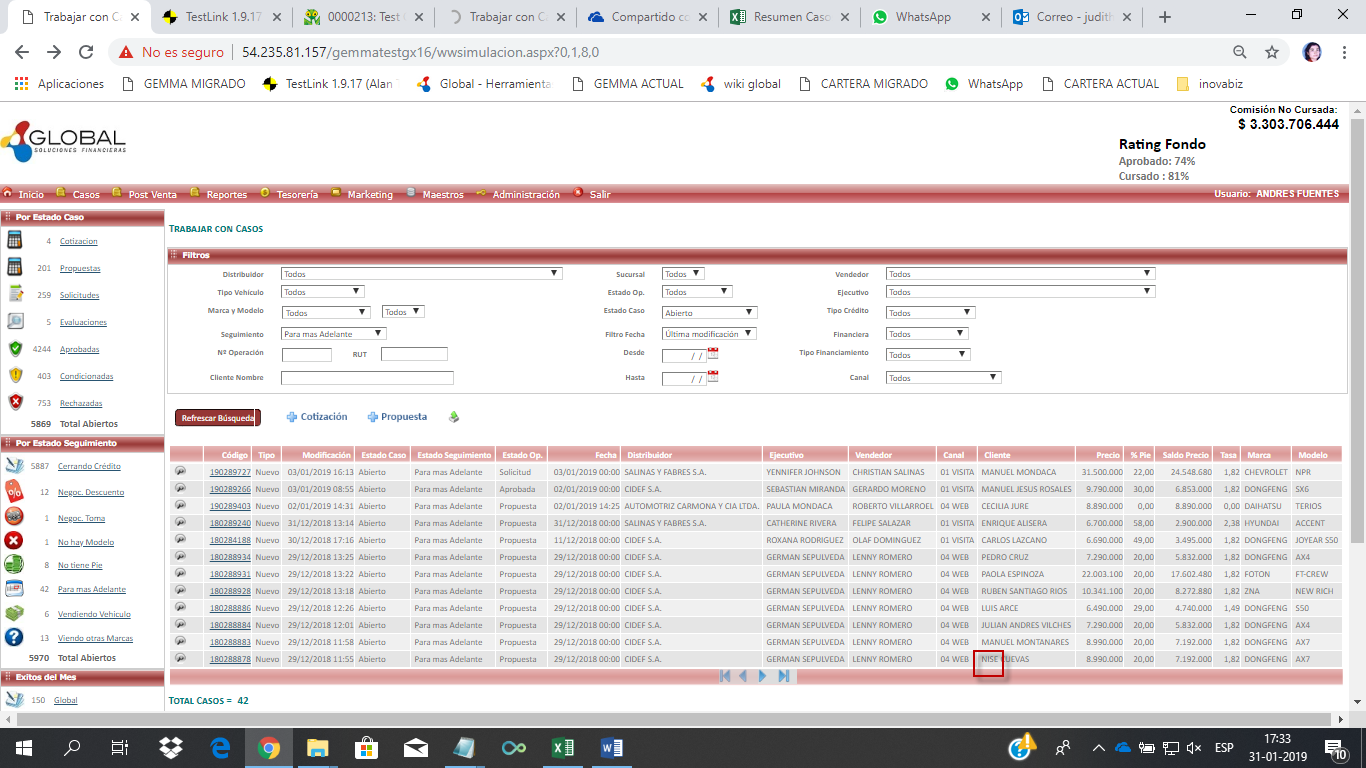 Trabajar con C
TestLink 1.9.17
0000213: Test
Trabajar con C
Compartido co
Resumen Caso
WhatsApp
Correo - judith
No es seguro | 54.235.81.157/gemmatestgx16/wwsimulacion.aspx?0,1,8,0
Aplicaciones GEMMA MIGRADO TestLink 1.9.17 (Alan Global - Herramienta GEMMA ACTUAL wiki global CARTERA MIGRADO WhatsApp CARTERA ACTUAL inovabiz
Comisión No Cursada:
$ 3.303.706.444
GLOBAL
SOLUCIONES FINANCIERAS
Rating Fondo
Aprobado: 74%
Cursado : 81%
Inicio Casos Post Venta Reportes Tesorería Marketing Maestros Administración Salir Usuario: ANDRES FUENTES
Por Estado Caso
4 Cotizacion
201 Propuestas
259 Solicitudes
5 Evaluaciones
4244 Aprobadas
403 Condicionadas
753 Rechazadas
5869 Total Abiertos
Por Estado Seguimiento
5887 Cerrando Crédito
12 Negoc. Descuento
1 Negoc. Toma
1 No hay Modelo
8 No tiene Pie
42 Para mas Adelante
6 Vendiendo Vehiculo
13 Viendo otras Marcas
5970 Total Abiertos
Exitos del Mes
150 Global
TRABAJAR CON CASOS
Filtros
Distribuidor Todos Sucursal Todos Vendedor Todos
Tipo Vehículo Todos Estado Op. Todos Ejecutivo Todos
Marca y Modelo Todos Todos Estado Caso Abierto Tipo Crédito Todos
Seguimiento Para mas Adelante Filtro Fecha Última modificación Financiera Todos
Nº Operación RUT Desde / / Tipo Financiamiento Todos
Cliente Nombre Hasta / / Canal Todos
Refrescar Búsqueda Cotización Propuesta
Código Tipo Modificación Estado Caso Estado Seguimiento Estado Op. Fecha Distribuidor Ejecutivo Vendedor Canal Cliente Precio % Pie Saldo Precio Tasa Marca Modelo
190289727 Nuevo 03/01/2019 16:13 Abierto Para mas Adelante Solicitud 03/01/2019 00:00 SALINAS Y FABRES S.A. YENNIFER JOHNSON CHRISTIAN SALINAS 01 VISITA MANUEL MONDACA 31.500.000 22,00 24.548.680 1,82 CHEVROLET NPR
190289266 Nuevo 03/01/2019 08:55 Abierto Para mas Adelante Aprobada 02/01/2019 00:00 CIDEF S.A. SEBASTIAN MIRANDA GERARDO MORENO 01 VISITA MANUEL JESUS ROSALES 9.790.000 30,00 6.853.000 1,82 DONGFENG SX6
190289403 Nuevo 02/01/2019 14:31 Abierto Para mas Adelante Propuesta 02/01/2019 14:25 AUTOMOTRIZ CARMONA Y CIA LTDA. PAULA MONDACA ROBERTO VILLARROEL 04 WEB CECILIA JURE 8.890.000 0,00 8.890.000 0,00 DAIHATSU TERIOS
180289240 Nuevo 31/12/2018 13:14 Abierto Para mas Adelante Propuesta 31/12/2018 00:00 SALINAS Y FABRES S.A. CATHERINE RIVERA FELIPE SALAZAR 01 VISITA ENRIQUE ALISERA 6.700.000 58,00 2.900.000 2,38 HYUNDAI ACCENT
180284188 Nuevo 30/12/2018 17:16 Abierto Para mas Adelante Propuesta 11/12/2018 00:00 CIDEF S.A. ROXANA RODRIGUEZ OLAF DOMINGUEZ 01 VISITA CARLOS LAZCANO 6.690.000 49,00 3.495.000 1,82 DONGFENG JOYEAR S50
180288934 Nuevo 29/12/2018 13:25 Abierto Para mas Adelante Propuesta 29/12/2018 00:00 CIDEF S.A. GERMAN SEPULVEDA LENNY ROMERO 04 WEB PEDRO CRUZ 7.290.000 20,00 5.832.000 1,82 DONGFENG AX4
180288931 Nuevo 29/12/2018 13:22 Abierto Para mas Adelante Propuesta 29/12/2018 00:00 CIDEF S.A. GERMAN SEPULVEDA LENNY ROMERO 04 WEB PAOLA ESPINOZA 22.003.100 20,00 17.602.480 1,82 FOTON FT-CREW
180288928 Nuevo 29/12/2018 13:18 Abierto Para mas Adelante Propuesta 29/12/2018 00:00 CIDEF S.A. GERMAN SEPULVEDA LENNY ROMERO 04 WEB RUBEN SANTIAGO RIOS 10.341.100 20,00 8.272.880 1,82 ZNA NEW RICH
180288886 Nuevo 29/12/2018 12:26 Abierto Para mas Adelante Propuesta 29/12/2018 00:00 CIDEF S.A. GERMAN SEPULVEDA LENNY ROMERO 04 WEB LUIS ARCE 6.490.000 29,00 4.740.000 1,49 DONGFENG S50
180288884 Nuevo 29/12/2018 12:01 Abierto Para mas Adelante Propuesta 29/12/2018 00:00 CIDEF S.A. GERMAN SEPULVEDA LENNY ROMERO 04 WEB JULIAN ANDRES VILCHES 7.290.000 20,00 5.832.000 1,82 DONGFENG AX4
180288883 Nuevo 29/12/2018 11:58 Abierto Para mas Adelante Propuesta 29/12/2018 00:00 CIDEF S.A. GERMAN SEPULVEDA LENNY ROMERO 04 WEB MANUEL MONTANARES 8.990.000 20,00 7.192.000 1,82 DONGFENG AX7
180288878 Nuevo 29/12/2018 11:55 Abierto Para mas Adelante Propuesta 29/12/2018 00:00 CIDEF S.A. GERMAN SEPULVEDA LENNY ROMERO 04 WEB NISE CUEVAS 8.990.000 20,00 7.192.000 1,82 DONGFENG AX7
TOTAL CASOS = 42
ESP
17:33
31-01-2019
10